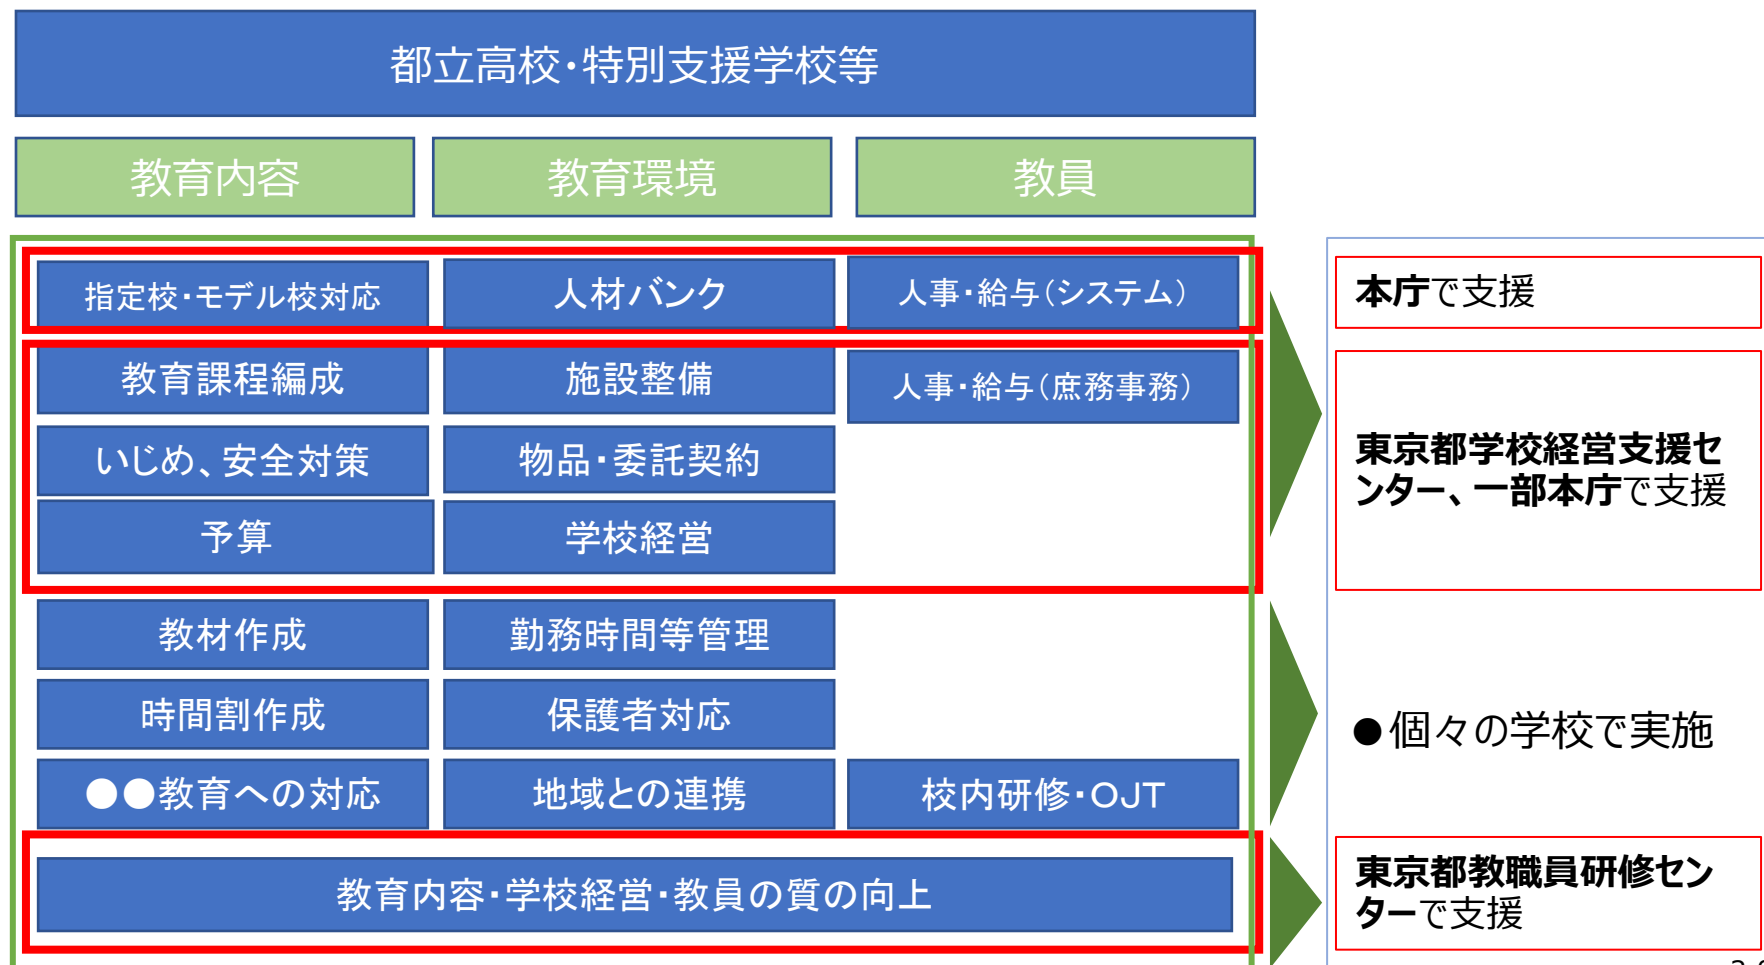 都立高校・特別支援学校等
教育内容
教育環境
教員
指定校・モデル校対応
人材バンク
人事・給与（システム）
本庁で支援
教育課程編成
施設整備
人事・給与（庶務事務）
いじめ、安全対策
物品・委託契約
予算
学校経営
東京都学校経営支援セ
ンター、一部本庁で支援
教材作成
勤務時間等管理
時間割作成
保護者対応
●●教育への対応
地域との連携
校内研修・ＯＪＴ
●個々の学校で実施
教育内容・学校経営・教員の質の向上
東京都教職員研修セン
ターで支援